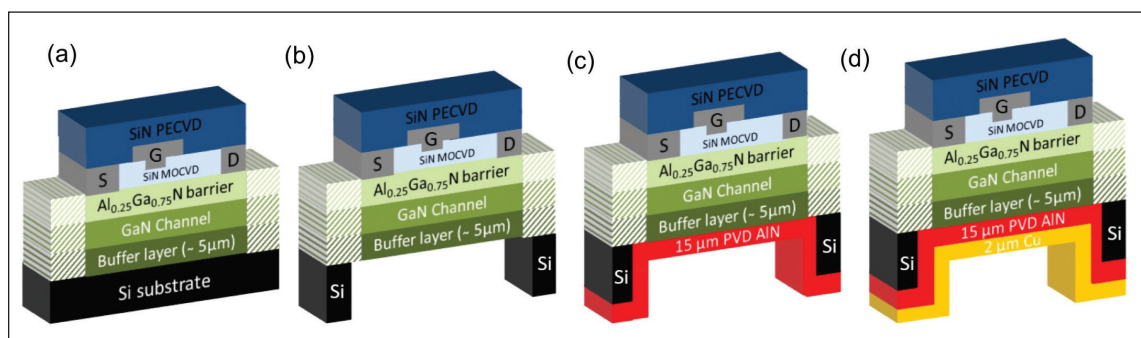 (a)
SiN PECVD
G
S
SiN MOCVD
D
Al0.25Ga0.75N barrier
GaN Channel
Buffer layer (~ 5µm)
Si substrate
(b)
SiN PECVD
G
S
SiN MOCVD
D
Al0.25Ga0.75N barrier
GaN Channel
Buffer layer (~ 5µm)
Si
Si
(c)
SiN PECVD
G
S
SiN MOCVD
D
Al0.25Ga0.75N barrier
GaN Channel
Buffer layer (~ 5µm)
15 µm PVD AlN
Si
Si
(d)
SiN PECVD
G
S
SiN MOCVD
D
Al0.25Ga0.75N barrier
GaN Channel
Buffer layer (~ 5µm)
15 µm PVD AlN
2 µm Cu
Si
Si